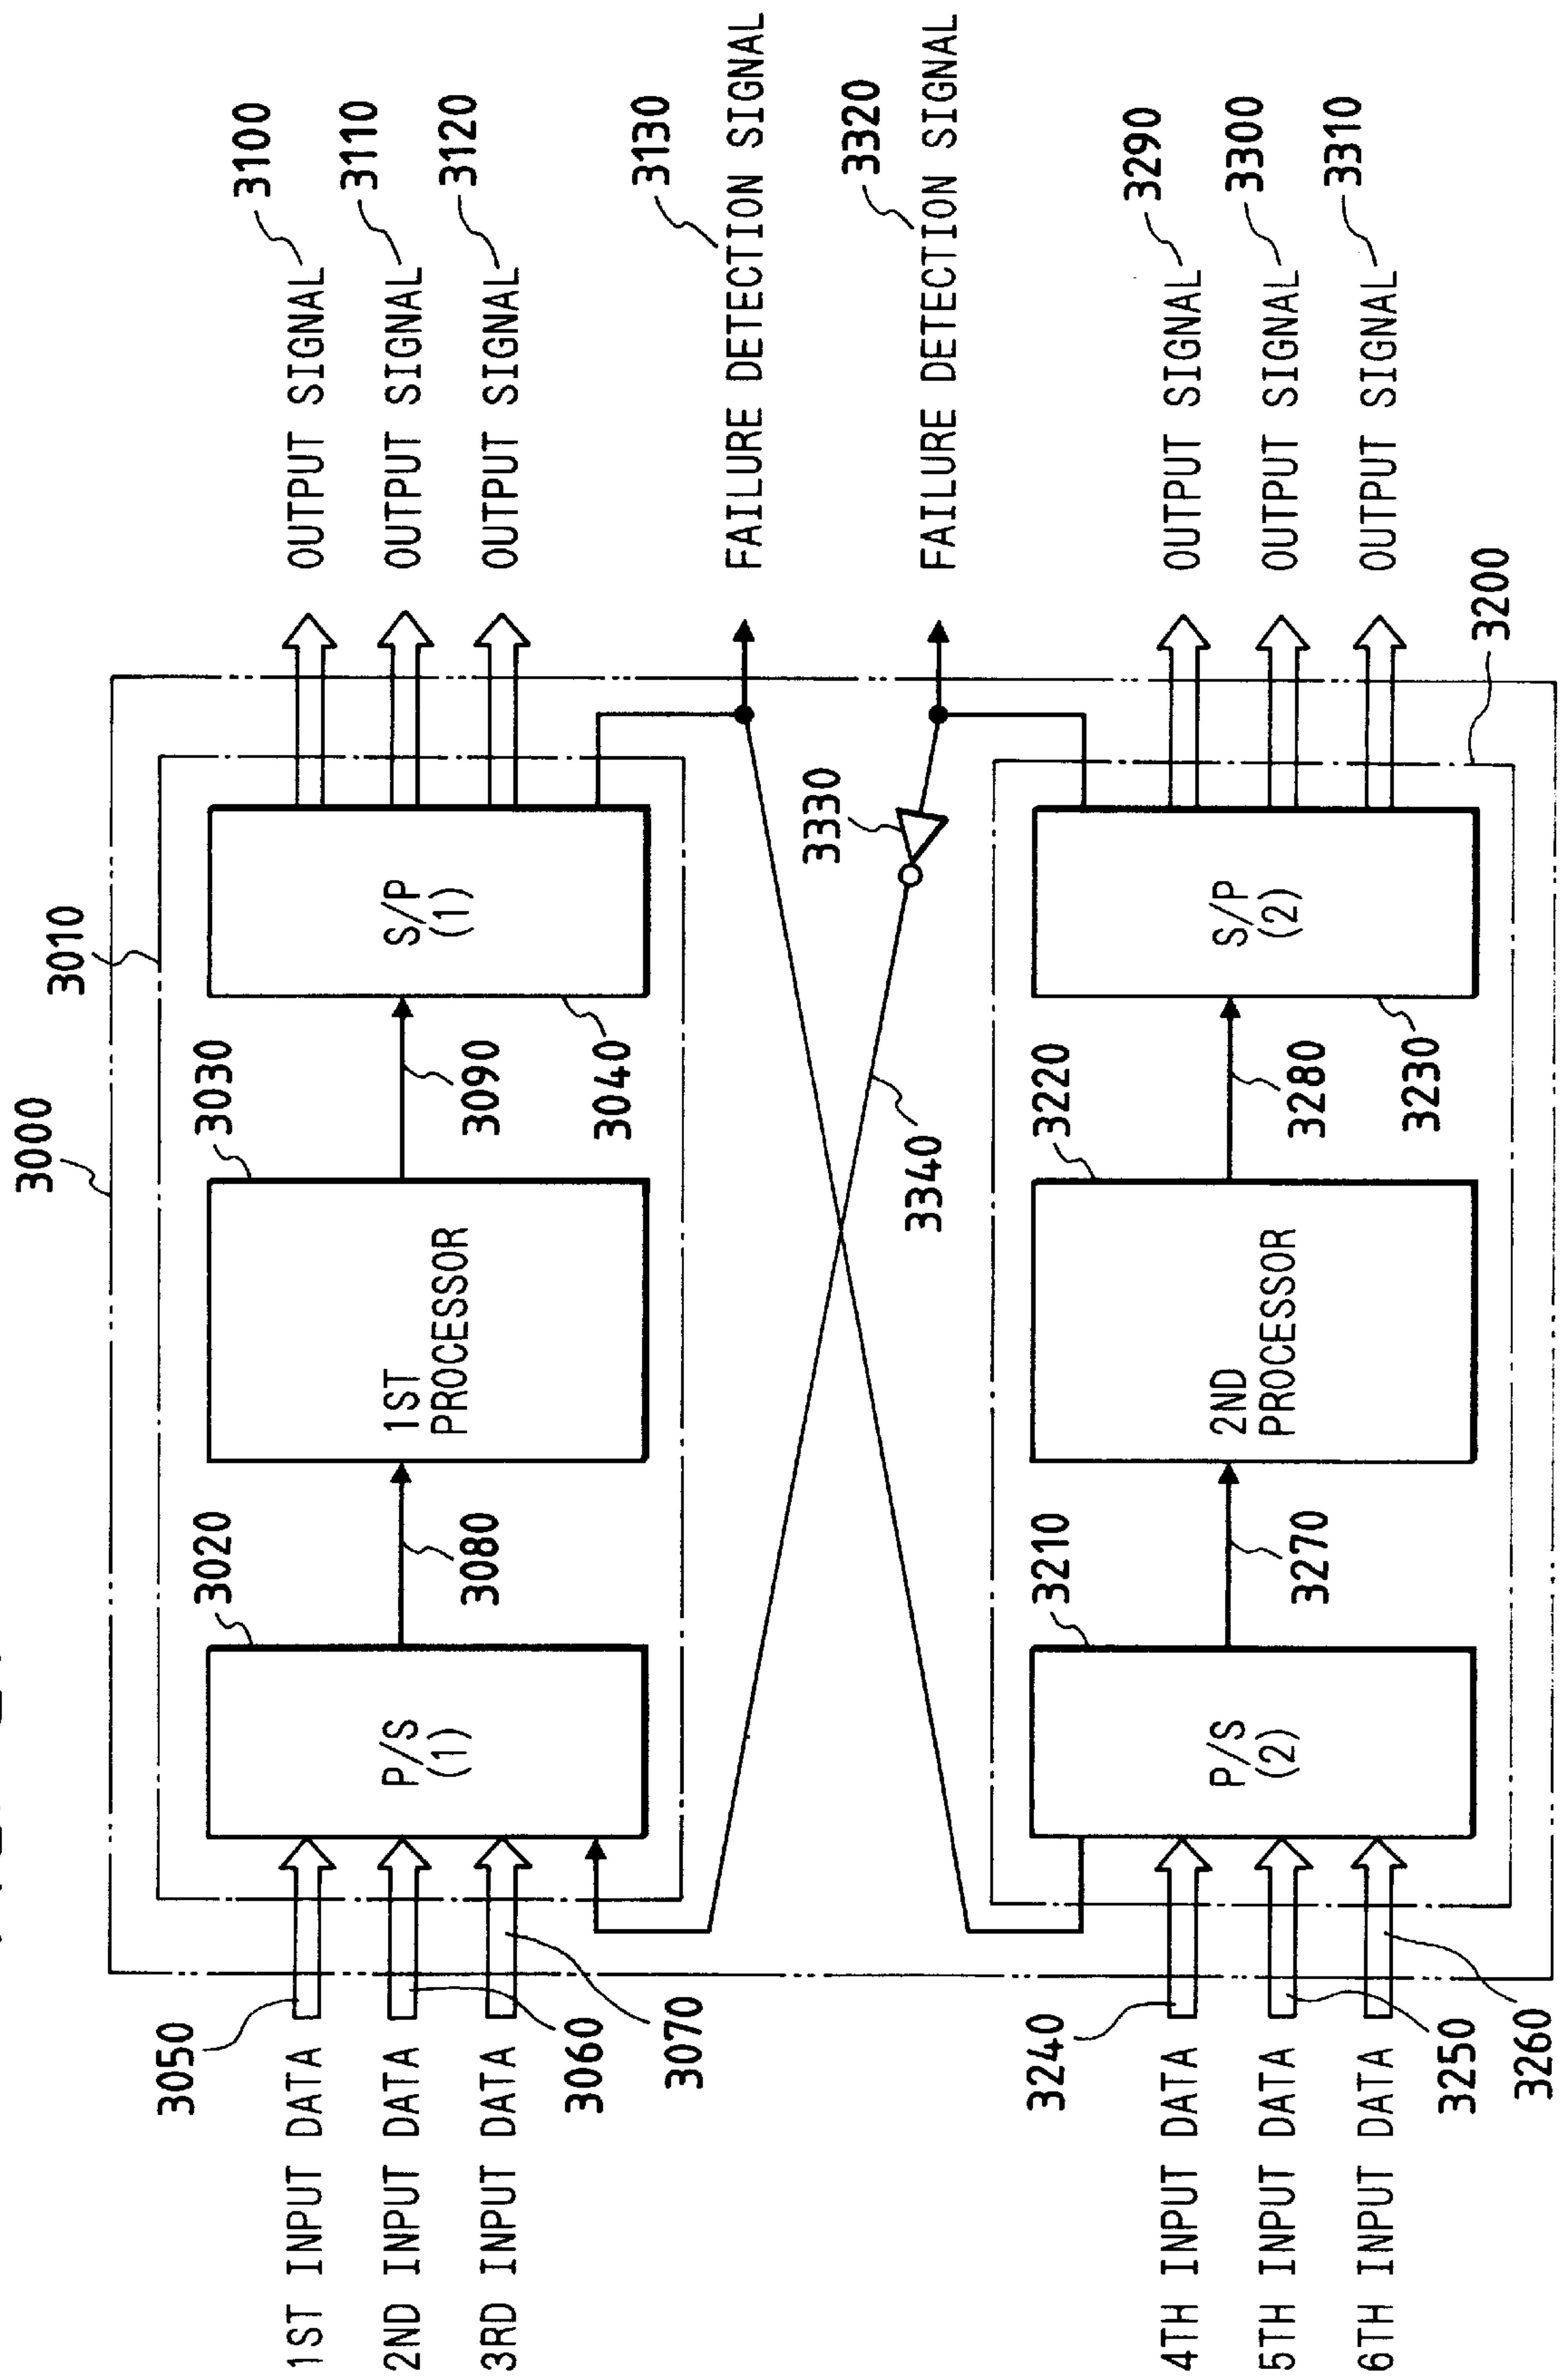 3000
3010
3020
3030
3050
1ST INPUT DATA
2ND INPUT DATA
3RD INPUT DATA
3060
3070
P/S
(1)
3080
1ST
PROCESSOR
3090
S/P
(1)
3040
OUTPUT SIGNAL
3100
OUTPUT SIGNAL
3110
OUTPUT SIGNAL
3120
FAILURE DETECTION SIGNAL
3130
3330
3340
FAILURE DETECTION SIGNAL
3320
3210
3220
3240
4TH INPUT DATA
5TH INPUT DATA
6TH INPUT DATA
3250
3260
P/S
(2)
3270
2ND
PROCESSOR
3280
S/P
(2)
3230
OUTPUT SIGNAL
3290
OUTPUT SIGNAL
3300
OUTPUT SIGNAL
3310
3200